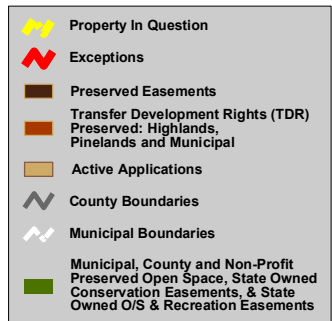 Property In Question
Exceptions
Preserved Easements
Transfer Development Rights (TDR)
Preserved: Highlands,
Pinelands and Municipal
Active Applications
County Boundaries
Municipal Boundaries
Municipal, County and Non-Profit
Preserved Open Space, State Owned
Conservation Easements, & State
Owned O/S & Recreation Easements